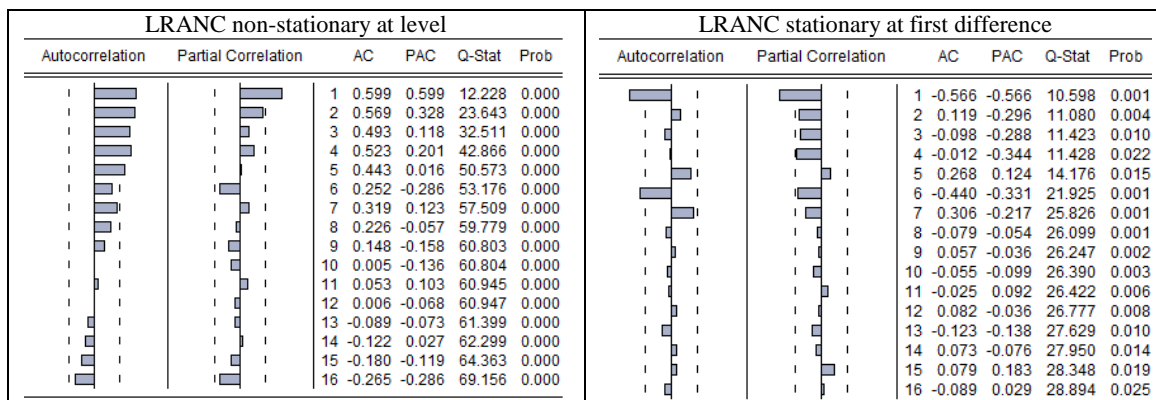 LRANC non-stationary at level
Autocorrelation Partial Correlation AC PAC Q-Stat Prob
1 0.599 0.599 12.228 0.000
2 0.569 0.328 23.643 0.000
3 0.493 0.118 32.511 0.000
4 0.523 0.201 42.866 0.000
5 0.443 0.016 50.573 0.000
6 0.252 -0.286 53.176 0.000
7 0.319 0.123 57.509 0.000
8 0.226 -0.057 59.779 0.000
9 0.148 -0.158 60.803 0.000
10 0.005 -0.136 60.804 0.000
11 0.053 0.103 60.945 0.000
12 0.006 -0.068 60.947 0.000
13 -0.089 -0.073 61.399 0.000
14 -0.122 0.027 62.299 0.000
15 -0.180 -0.119 64.363 0.000
16 -0.265 -0.286 69.156 0.000
LRANC stationary at first difference
Autocorrelation Partial Correlation AC PAC Q-Stat Prob
1 -0.566 -0.566 10.598 0.001
2 0.119 -0.296 11.080 0.004
3 -0.098 -0.288 11.423 0.010
4 -0.012 -0.344 11.428 0.022
5 0.268 0.124 14.176 0.015
6 -0.440 -0.331 21.925 0.001
7 0.306 -0.217 25.826 0.001
8 -0.079 -0.054 26.099 0.001
9 0.057 -0.036 26.247 0.002
10 -0.055 -0.099 26.390 0.003
11 -0.025 0.092 26.422 0.006
12 0.082 -0.036 26.777 0.008
13 -0.123 -0.138 27.629 0.010
14 0.073 -0.076 27.950 0.014
15 0.079 0.183 28.348 0.019
16 -0.089 0.029 28.894 0.025